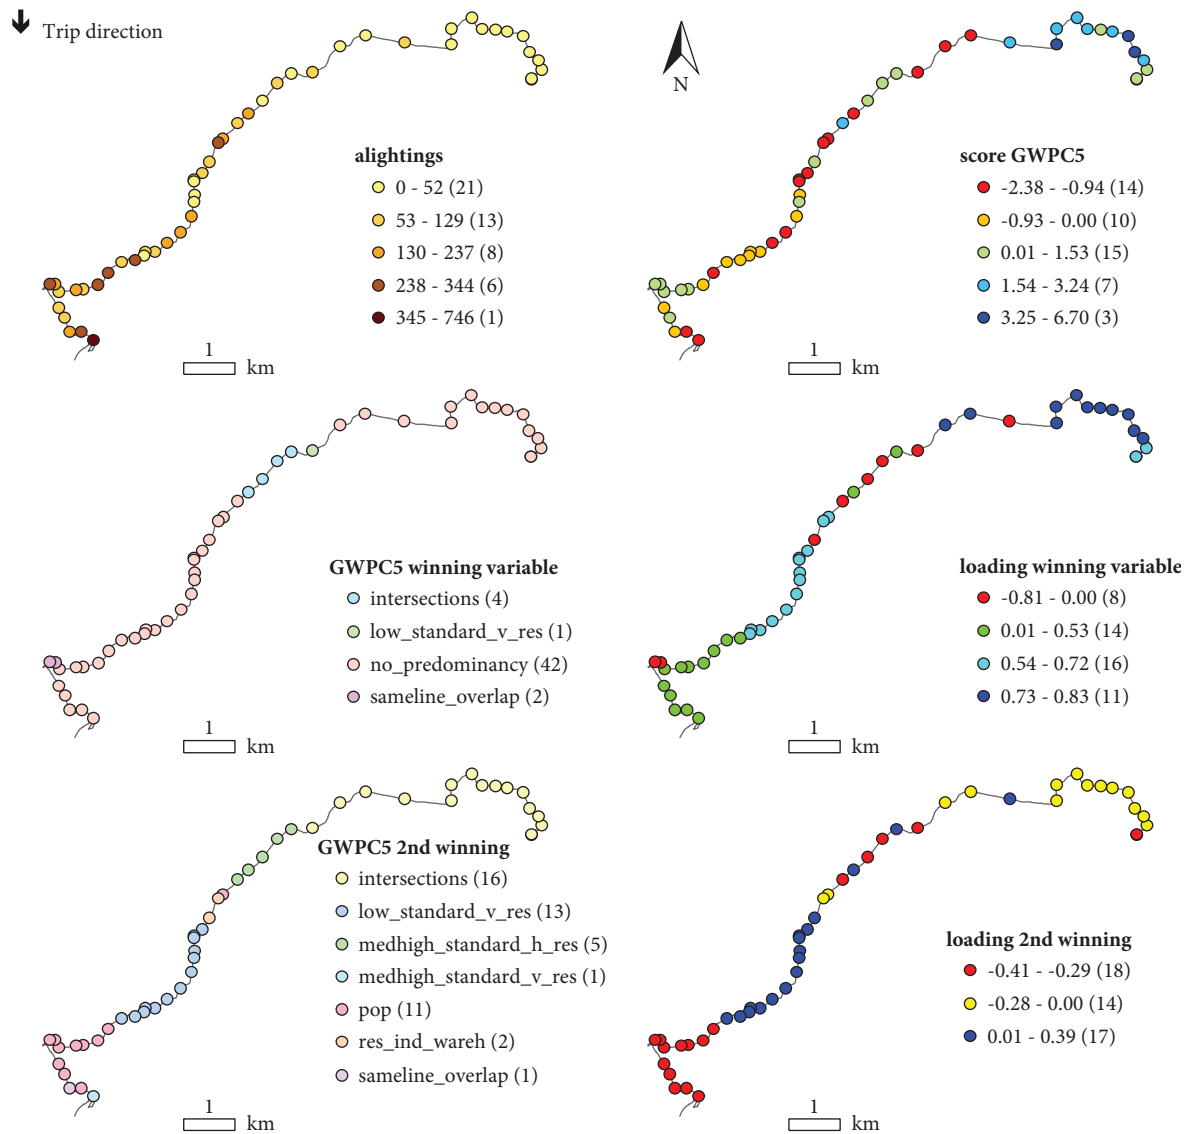 Trip direction
N
alightings
0 - 52 (21)
53 - 129 (13)
130 - 237 (8)
238 - 344 (6)
345 - 746 (1)
1
km
score GWPC5
-2.38 - -0.94 (14)
-0.93 - 0.00 (10)
0.01 - 1.53 (15)
1.54 - 3.24 (7)
3.25 - 6.70 (3)
1
km
GWPC5 winning variable
intersections (4)
low_standard_v_res (1)
no_predominancy (42)
sameline_overlap (2)
1
km
loading winning variable
-0.81 - 0.00 (8)
0.01 - 0.53 (14)
0.54 - 0.72 (16)
0.73 - 0.83 (11)
1
km
GWPC5 2nd winning
intersections (16)
low_standard_v_res (13)
medhigh_standard_h_res (5)
medhigh_standard_v_res (1)
pop (11)
res_ind_wareh (2)
sameline_overlap (1)
1
km
loading 2nd winning
-0.41 - -0.29 (18)
-0.28 - 0.00 (14)
0.01 - 0.39 (17)
1
km